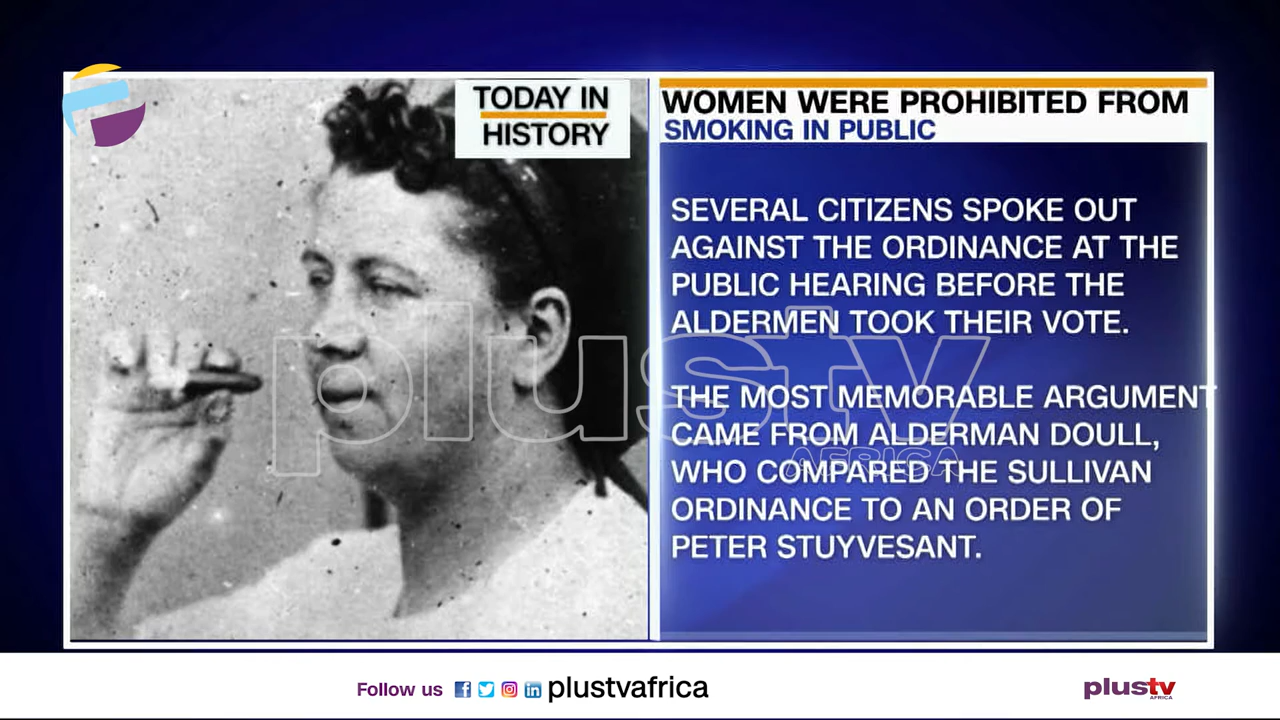 TODAY IN
HISTORY
WOMEN WERE PROHIBITED FROM
SMOKING IN PUBLIC
SEVERAL CITIZENS SPOKE OUT
AGAINST THE ORDINANCE AT THE
PUBLIC HEARING BEFORE THE
ALDERMEN TOOK THEIR VOTE.
THE MOST MEMORABLE ARGUMENT
CAME FROM ALDERMAN DOULL,
WHO COMPARED THE SULLIVAN
ORDINANCE TO AN ORDER OF
PETER STUYVESANT.
plustv
AFRICA
Follow us plustvafrica
plustv
AFRICA